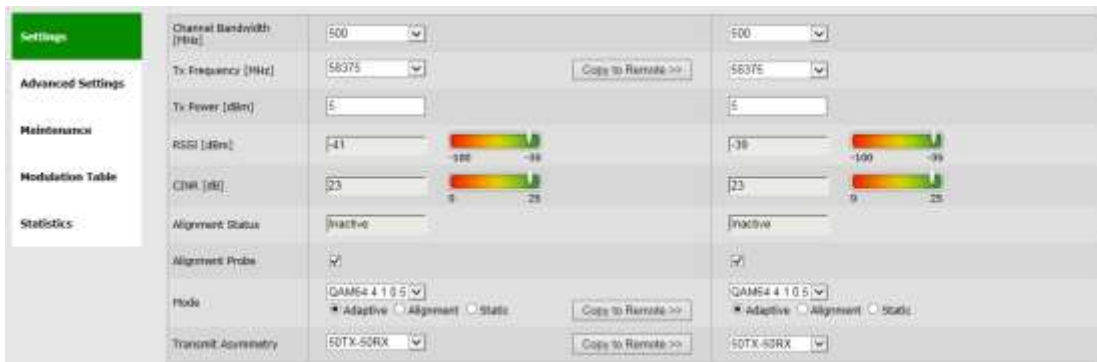 Settings
Advanced Settings
Maintenance
Modulation Table
Statistics
Channel Bandwidth
[MHz]
500
500
Tx Frequency [MHz]
58375
Copy to Remote >>
58375
Tx Power [dBm]
5
5
RSSI [dBm]
-41
-100 -39
-39
-100 -39
CINR [dB]
23
0 25
23
0 25
Alignment Status
Inactive
Inactive
Alignment Probe
Mode
QAM64 4 1 0.5
Adaptive Alignment Static
Copy to Remote >>
QAM64 4 1 0.5
Adaptive Alignment Static
Transmit Asymmetry
50TX-50RX
Copy to Remote >>
50TX-50RX